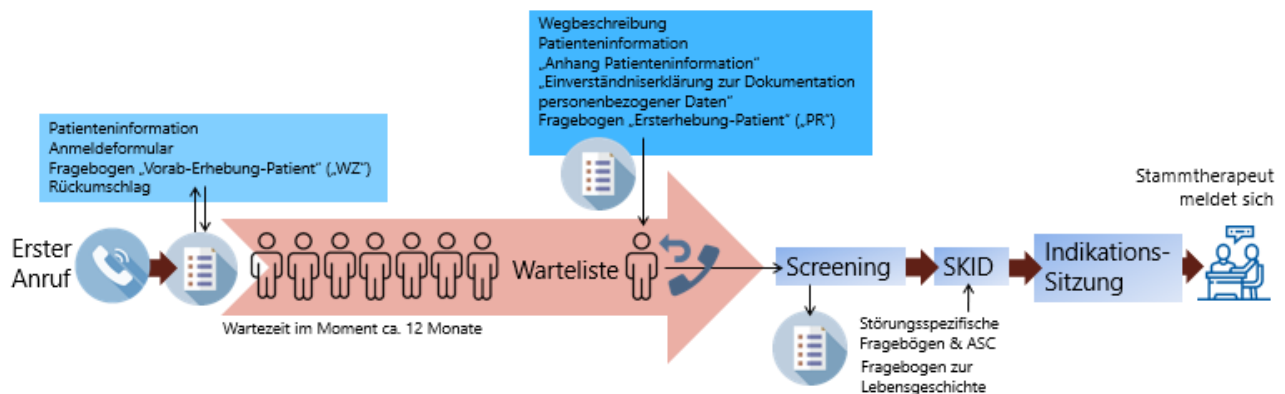 Wegbeschreibung
Patienteninformation
„Anhang Patienteninformation“
„Einverständniserklärung zur Dokumentation
personenbezogener Daten“
Fragebogen „Ersterhebung-Patient“ („PR“)
Patienteninformation
Anmeldeformular
Fragebogen „Vorab-Erhebung-Patient“ („WZ“)
Rückumschlag
Erster
Anruf
Warteliste
Wartezeit im Moment ca. 12 Monate
Screening
SKID
Störungsspezifische
Fragebögen & ASC
Fragebogen zur
Lebensgeschichte
Indikations-
Sitzung
Stammtherapeut
meldet sich